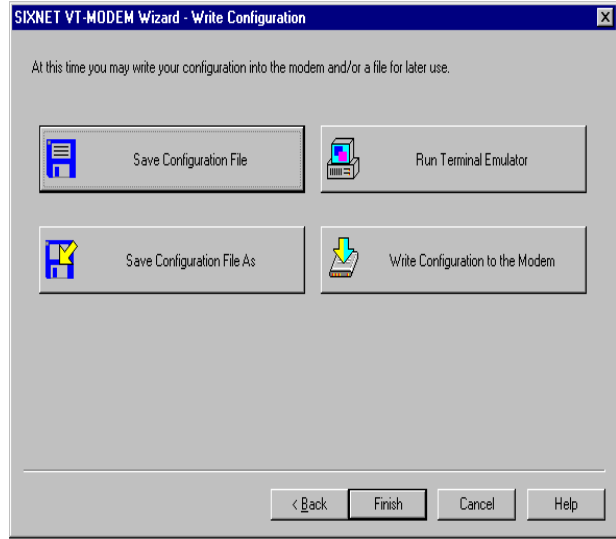 SIXNET VT-MODEM Wizard - Write Configuration
At this time you may write your configuration into the modem and/or a file for later use.
Save Configuration File
Run Terminal Emulator
Save Configuration File As
Write Configuration to the Modem
< Back
Finish
Cancel
Help